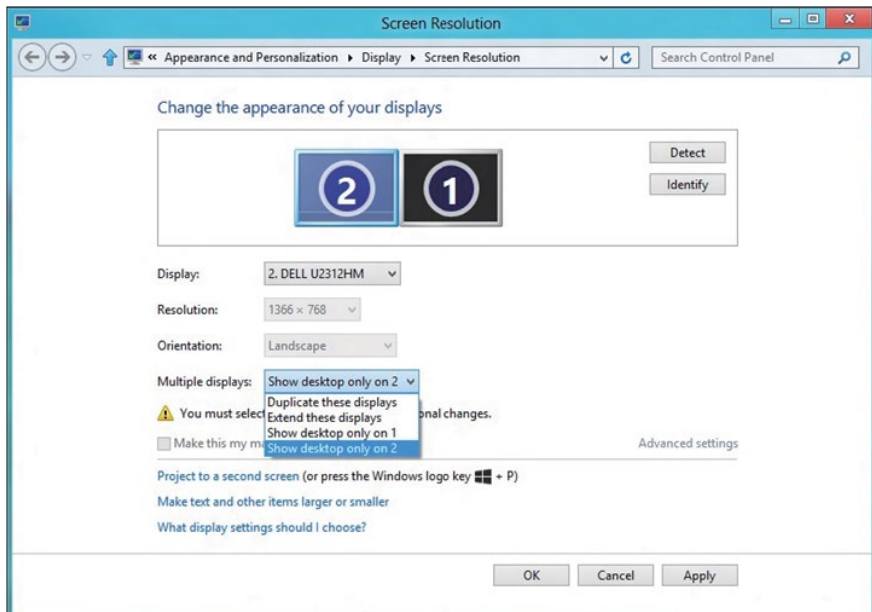 Screen Resolution
« Appearance and Personalization ▸ Display ▸ Screen Resolution
Search Control Panel
Change the appearance of your displays
2
1
Detect
Identify
Display: 2. DELL U2312HM
Resolution: 1366 × 768
Orientation: Landscape
Multiple displays: Show desktop only on 2
Duplicate these displays
Extend these displays
Show desktop only on 1
Show desktop only on 2
You must selec onal changes.
Make this my ma
Advanced settings
Project to a second screen (or press the Windows logo key + P)
Make text and other items larger or smaller
What display settings should I choose?
OK
Cancel
Apply